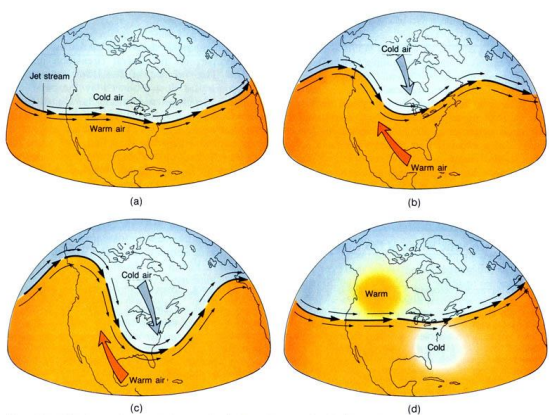 Jet stream
Cold air
Warm air
(a)
Cold air
Warm air
(b)
Cold air
Warm air
(c)
Warm
Cold
(d)